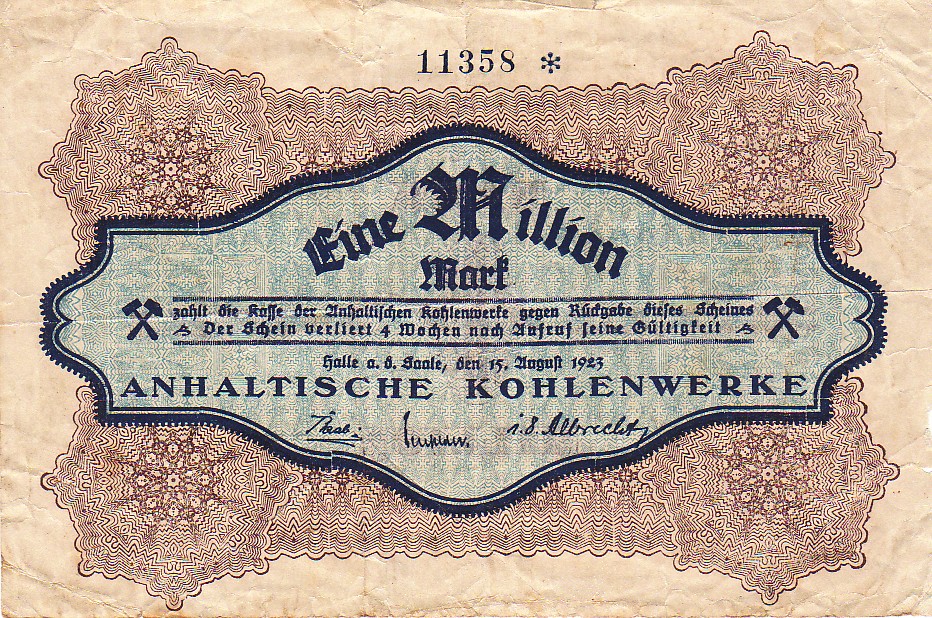 11358 *
Eine Million
Mark
zahlt die Kasse der Anhaltischen Kohlenwerke gegen Rückgabe dieses Scheines
Der Schein verliert 4 Wochen nach Aufruf seine Gültigkeit
Halle a. d. Saale, den 15. August 1923
ANHALTISCHE KOHLENWERKE
Albrecht